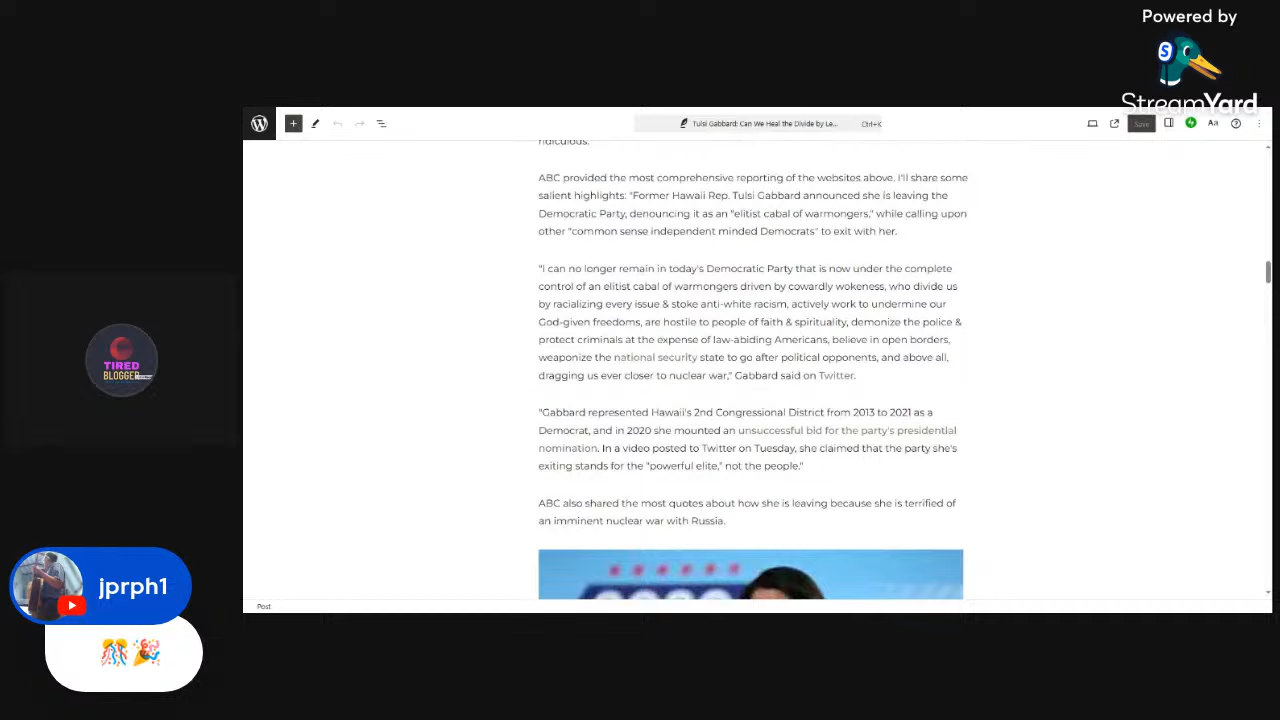 Powered by
StreamYard
Tulsi Gabbard: Can We Heal the Divide by Le...
Ctrl+K
Save
Aa
ridiculous.
ABC provided the most comprehensive reporting of the websites above. I'll share some
salient highlights: "Former Hawaii Rep. Tulsi Gabbard announced she is leaving the
Democratic Party, denouncing it as an "elitist cabal of warmongers," while calling upon
other "common sense independent minded Democrats" to exit with her.
"I can no longer remain in today's Democratic Party that is now under the complete
control of an elitist cabal of warmongers driven by cowardly wokeness, who divide us
by racializing every issue & stoke anti-white racism, actively work to undermine our
God-given freedoms, are hostile to people of faith & spirituality, demonize the police &
protect criminals at the expense of law-abiding Americans, believe in open borders,
weaponize the national security state to go after political opponents, and above all,
dragging us ever closer to nuclear war," Gabbard said on Twitter.
"Gabbard represented Hawaii's 2nd Congressional District from 2013 to 2021 as a
Democrat, and in 2020 she mounted an unsuccessful bid for the party's presidential
nomination. In a video posted to Twitter on Tuesday, she claimed that the party she's
exiting stands for the "powerful elite," not the people."
ABC also shared the most quotes about how she is leaving because she is terrified of
an imminent nuclear war with Russia.
Post
TIRED
BLOGGER
jprph1